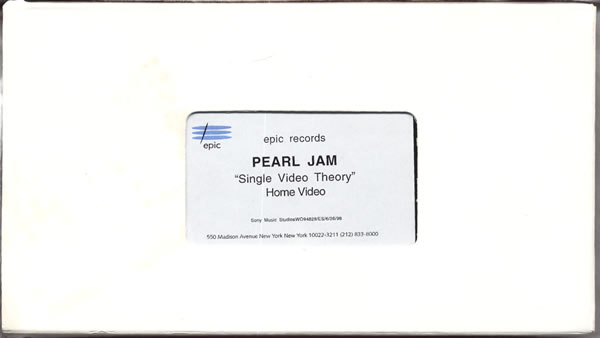 epic
epic records
PEARL JAM
"Single Video Theory"
Home Video
Sony Music Studios
550 Madison Avenue New York New York 10022-3211 (212) 833-8000